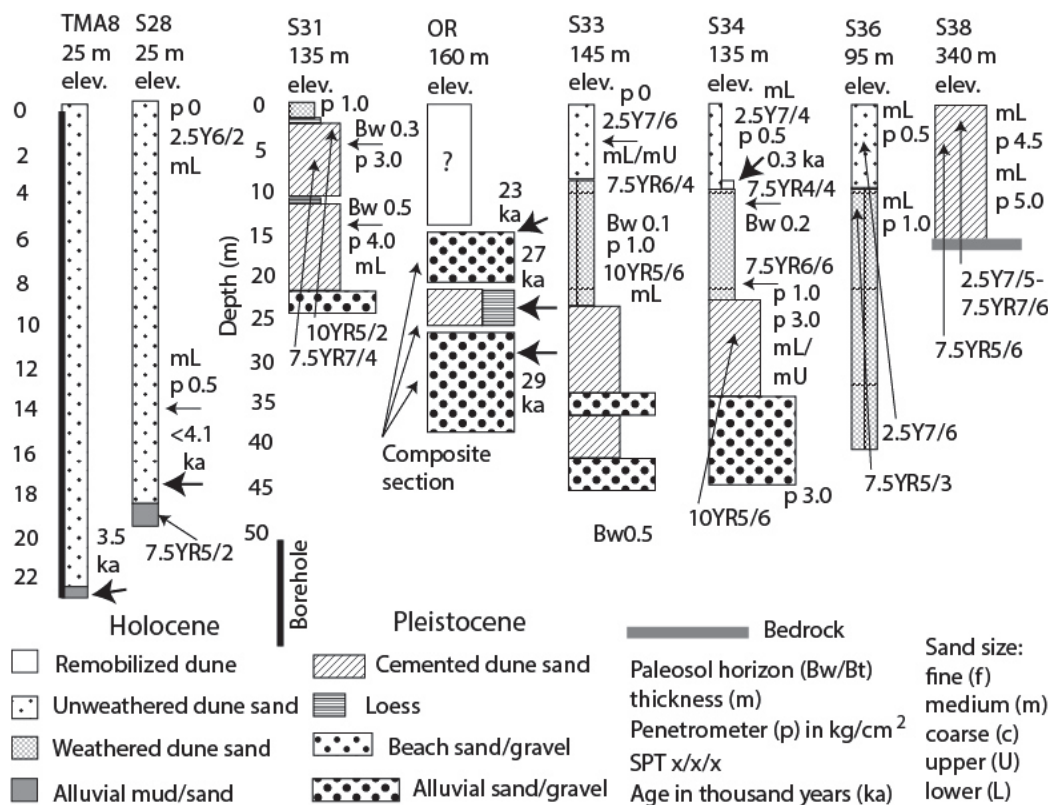 TMA8
25 m
elev.
S28
25 m
elev.
S31
135 m
elev.
OR
160 m
elev.
S33
145 m
elev.
S34
135 m
elev.
S36
95 m
elev.
S38
340 m
elev.
0
2
4
6
8
10
12
14
16
18
20
22
3.5
ka
p 0
2.5Y6/2
mL
mL
p 0.5
<4.1
ka
7.5YR5/2
Depth (m)
0
5
10
15
20
25
30
35
40
45
50
Borehole
p 1.0
Bw 0.3
p 3.0
Bw 0.5
p 4.0
mL
10YR5/2
7.5YR7/4
?
23
ka
27
ka
29
ka
Composite
section
p 0
2.5Y7/6
mL/mU
7.5YR6/4
Bw 0.1
p 1.0
10YR5/6
mL
Bw0.5
mL
2.5Y7/4
p 0.5
0.3 ka
7.5YR4/4
Bw 0.2
7.5YR6/6
p 1.0
p 3.0
mL/
mU
p 3.0
10YR5/6
mL
p 0.5
mL
p 1.0
2.5Y7/6
7.5YR5/3
mL
p 4.5
mL
p 5.0
2.5Y7/5-
7.5YR7/6
7.5YR5/6
Holocene
Remobilized dune
Unweathered dune sand
Weathered dune sand
Alluvial mud/sand
Pleistocene
Cemented dune sand
Loess
Beach sand/gravel
Alluvial sand/gravel
Bedrock
Paleosol horizon (Bw/Bt)
thickness (m)
Penetrometer (p) in kg/cm²
SPT x/x/x
Age in thousand years (ka)
Sand size:
fine (f)
medium (m)
coarse (c)
upper (U)
lower (L)